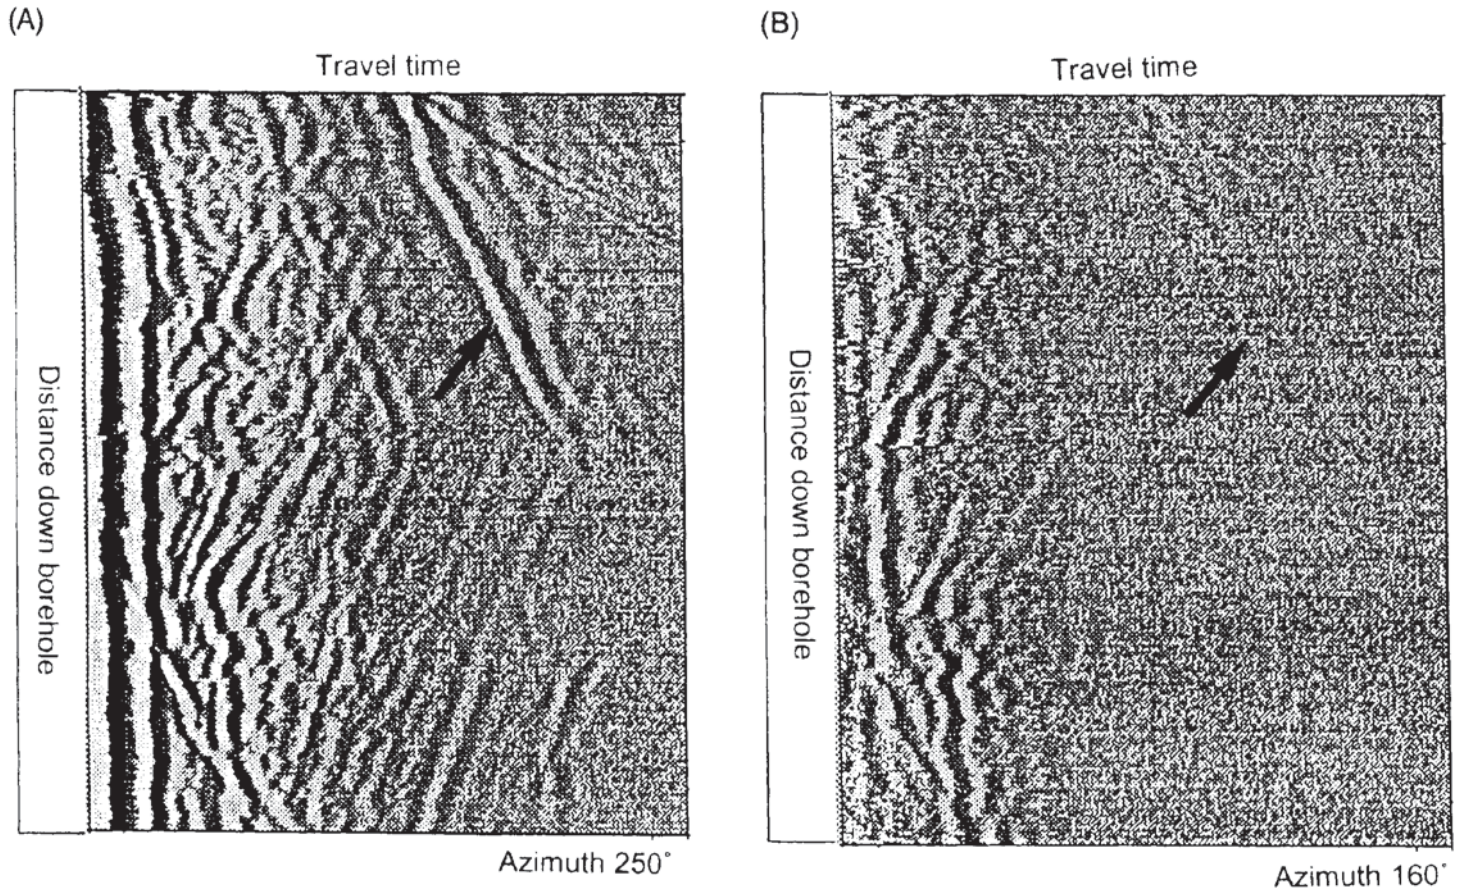 (A)
Travel time
Distance down borehole
Azimuth 250°
(B)
Travel time
Distance down borehole
Azimuth 160°